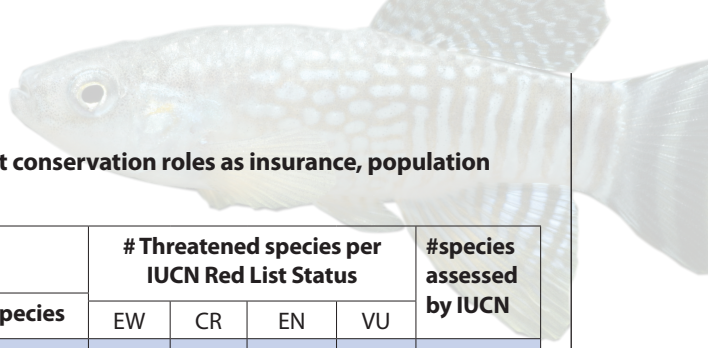 t conservation roles as insurance, population
# Threatened species per
IUCN Red List Status
#species
assessed
by IUCN
pecies
EW CR EN VU